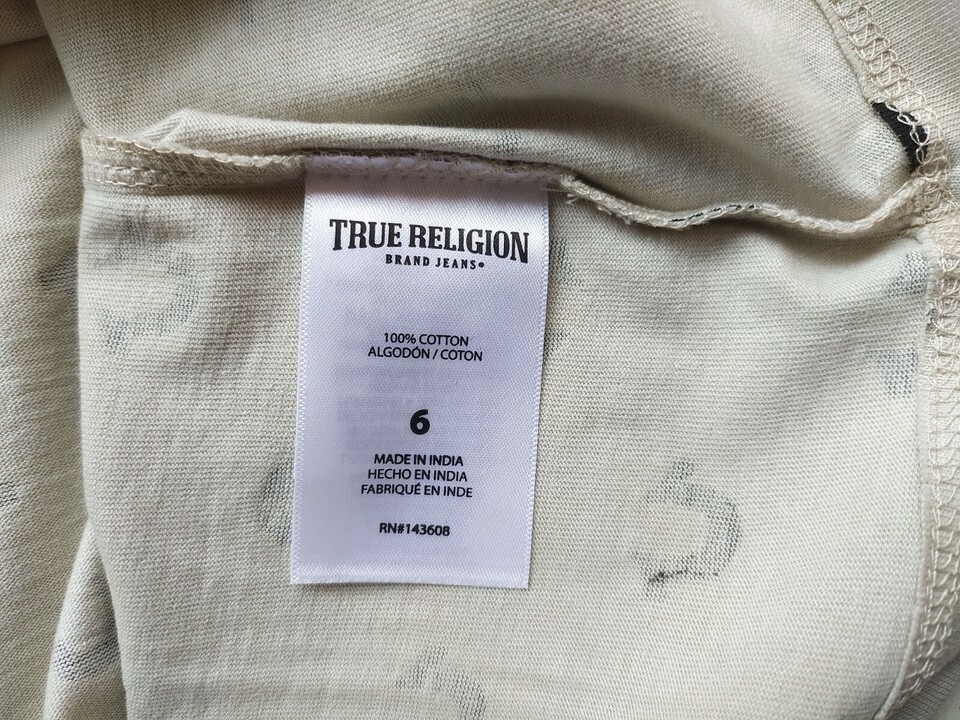 TRUE RELIGION
BRAND JEANS
100% COTTON
ALGODÓN / COTON
6
MADE IN INDIA
HECHO EN INDIA
FABRIQUÉ EN INDE
RN#143608